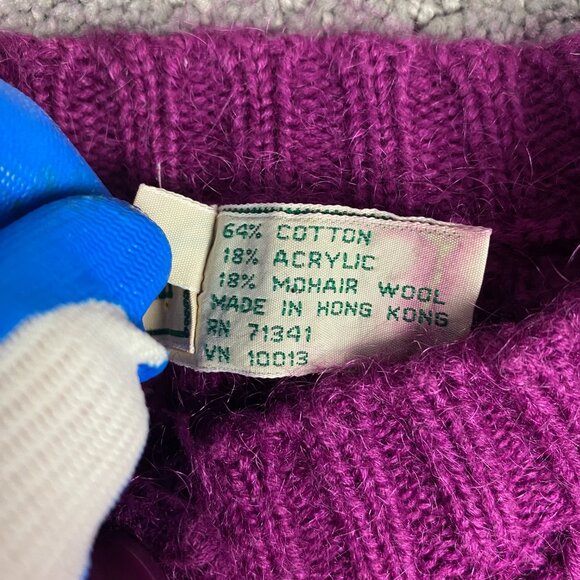 64% COTTON
18% ACRYLIC
18% MOHAIR WOOL
MADE IN HONG KONG
RN 71341
VN 10013